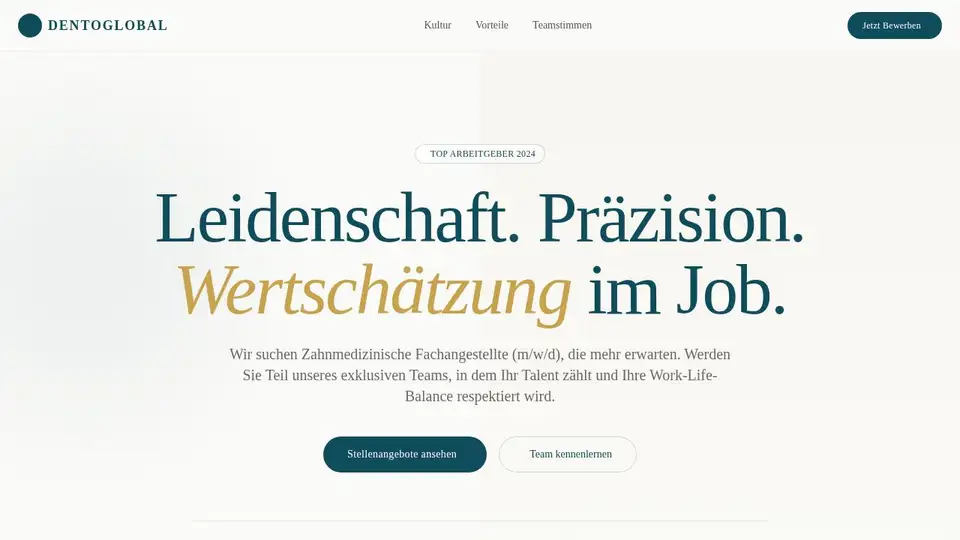 DENTOGLOBAL
Kultur
Vorteile
Teamstimmen
Jetzt Bewerben
TOP ARBEITGEBER 2024
Leidenschaft. Präzision.
Wertschätzung im Job.
Wir suchen Zahnmedizinische Fachangestellte (m/w/d), die mehr erwarten. Werden
Sie Teil unseres exklusiven Teams, in dem Ihr Talent zählt und Ihre Work-Life-
Balance respektiert wird.
Stellenangebote ansehen
Team kennenlernen